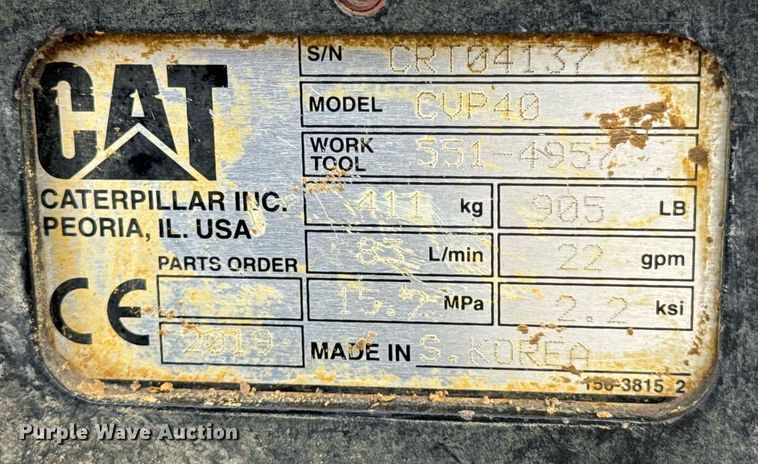 CAT
CATERPILLAR INC.
PEORIA, IL. USA
S/N CRT04137
MODEL CVP40
WORK TOOL 551-4957
411 kg 905 LB
83 L/min 22 gpm
15.2 MPa 2.2 ksi
PARTS ORDER
CE
2019
MADE IN S.KOREA
156-3815 2
Purple Wave Auction